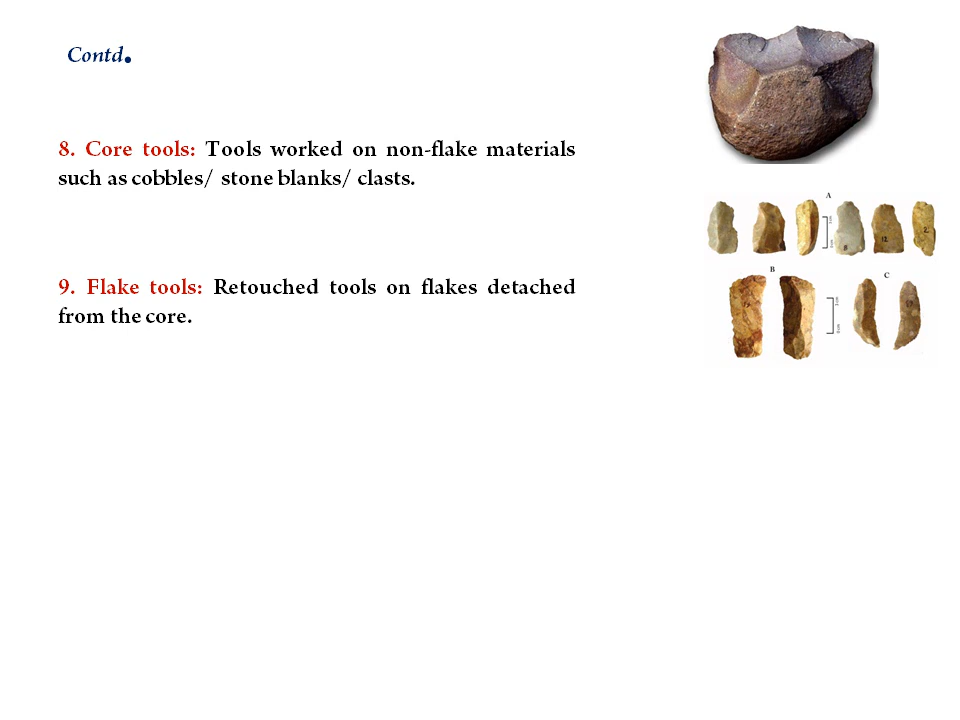 Contd.
8. Core tools: Tools worked on non-flake materials
such as cobbles/ stone blanks/ clasts.
9. Flake tools: Retouched tools on flakes detached
from the core.
A
B
C